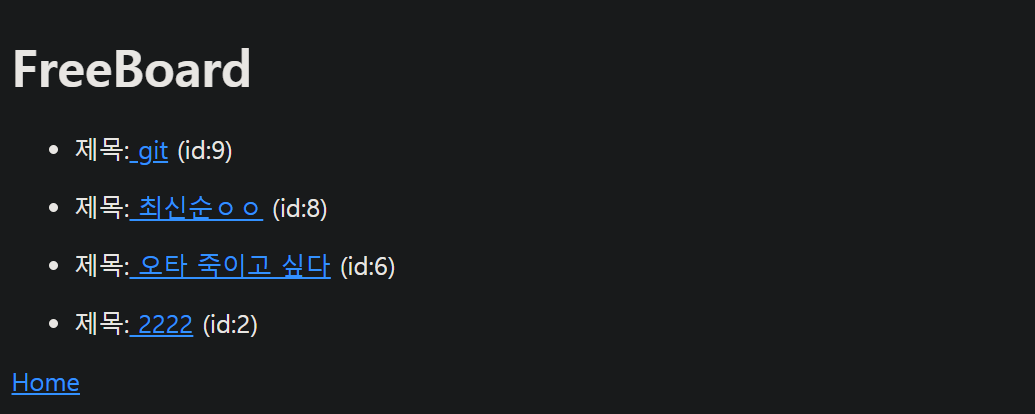 FreeBoard
제목: git (id:9)
제목: 최신순ㅇㅇ (id:8)
제목: 오타 죽이고 싶다 (id:6)
제목: 2222 (id:2)
Home